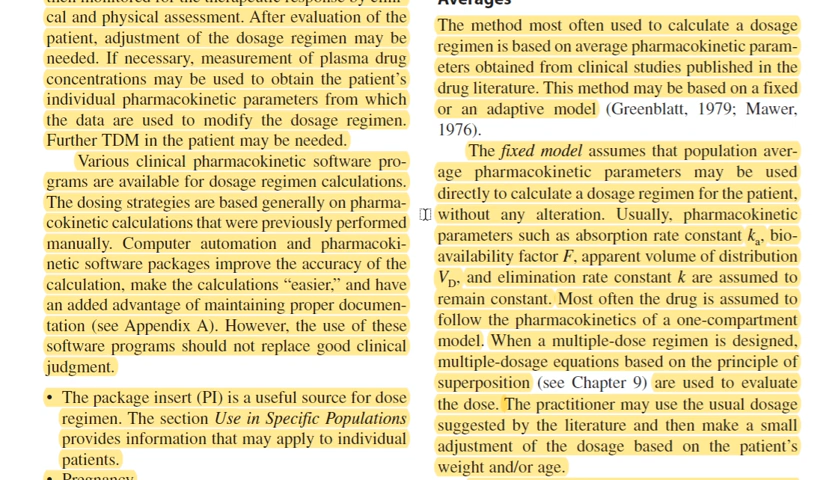 then monitored for the therapeutic response by clini-
cal and physical assessment. After evaluation of the
patient, adjustment of the dosage regimen may be
needed. If necessary, measurement of plasma drug
concentrations may be used to obtain the patient’s
individual pharmacokinetic parameters from which
the data are used to modify the dosage regimen.
Further TDM in the patient may be needed.
Various clinical pharmacokinetic software pro-
grams are available for dosage regimen calculations.
The dosing strategies are based generally on pharma-
cokinetic calculations that were previously performed
manually. Computer automation and pharmacoki-
netic software packages improve the accuracy of the
calculation, make the calculations “easier,” and have
an added advantage of maintaining proper documen-
tation (see Appendix A). However, the use of these
software programs should not replace good clinical
judgment.
• The package insert (PI) is a useful source for dose
regimen. The section Use in Specific Populations
provides information that may apply to individual
patients.
• Pregnancy
Averages
The method most often used to calculate a dosage
regimen is based on average pharmacokinetic param-
eters obtained from clinical studies published in the
drug literature. This method may be based on a fixed
or an adaptive model (Greenblatt, 1979; Mawer,
1976).
The fixed model assumes that population aver-
age pharmacokinetic parameters may be used
directly to calculate a dosage regimen for the patient,
without any alteration. Usually, pharmacokinetic
parameters such as absorption rate constant ka, bio-
availability factor F, apparent volume of distribution
VD, and elimination rate constant k are assumed to
remain constant. Most often the drug is assumed to
follow the pharmacokinetics of a one-compartment
model. When a multiple-dose regimen is designed,
multiple-dosage equations based on the principle of
superposition (see Chapter 9) are used to evaluate
the dose. The practitioner may use the usual dosage
suggested by the literature and then make a small
adjustment of the dosage based on the patient’s
weight and/or age.